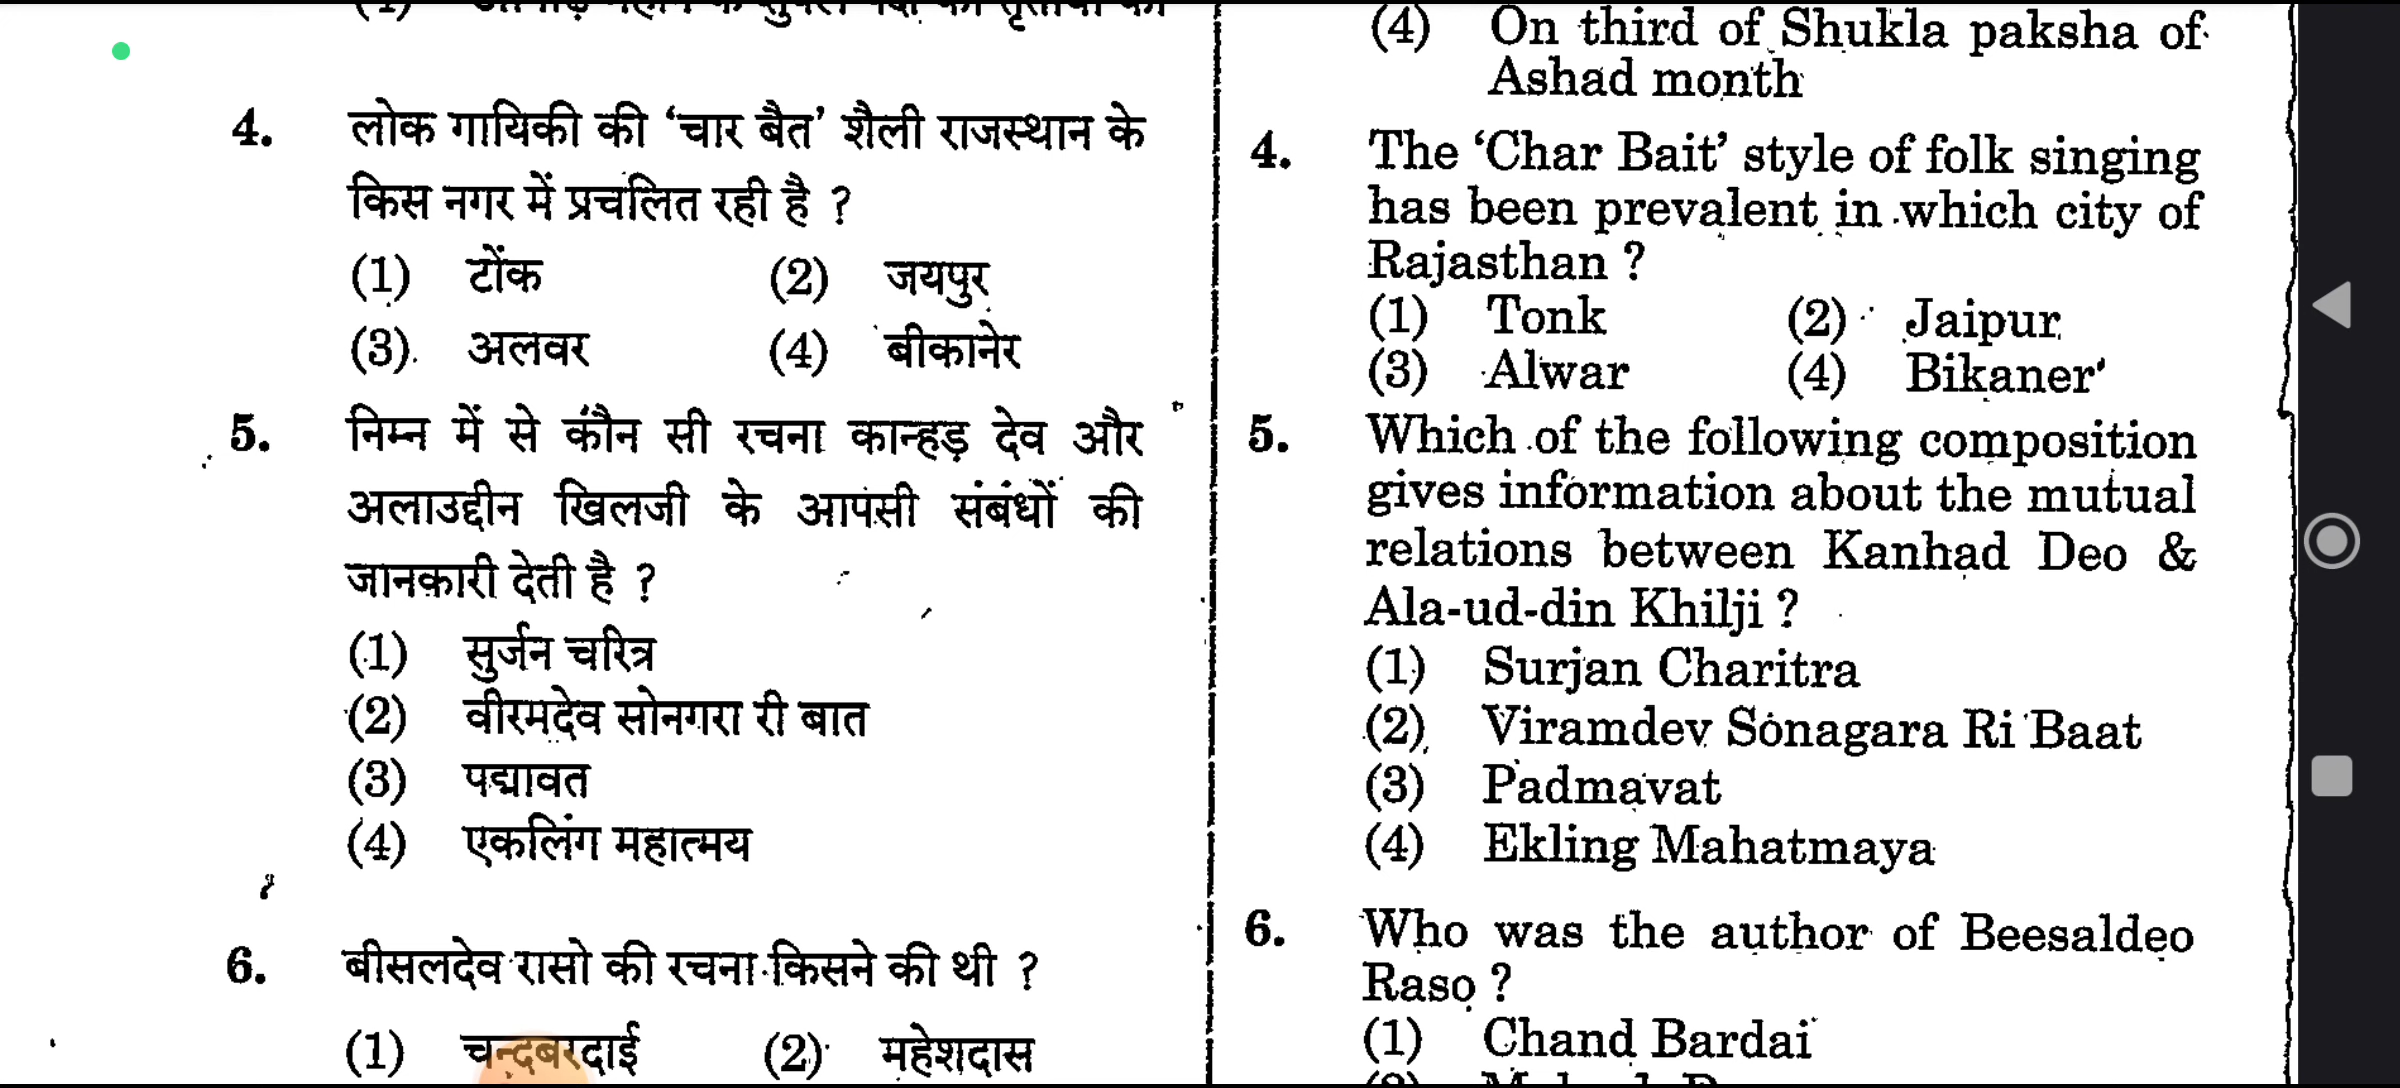 4. लोक गायिकी की ‘चार बैत’ शैली राजस्थान के
किस नगर में प्रचलित रही है ?
(1) टोंक (2) जयपुर
(3) अलवर (4) बीकानेर
5. निम्न में से कौन सी रचना कान्हड़ देव और
अलाउद्दीन खिलजी के आपसी संबंधों की
जानकारी देती है ?
(1) सुर्जन चरित्र
(2) वीरमदेव सोनगरा री बात
(3) पद्मावत
(4) एकलिंग महात्मय
6. बीसलदेव रासो की रचना किसने की थी ?
(1) चन्दबरदाई (2) महेशदास
(4) On third of Shukla paksha of
Ashad month
4. The ‘Char Bait’ style of folk singing
has been prevalent in which city of
Rajasthan ?
(1) Tonk (2) Jaipur
(3) Alwar (4) Bikaner
5. Which of the following composition
gives information about the mutual
relations between Kanhad Deo &
Ala-ud-din Khilji ?
(1) Surjan Charitra
(2) Viramdev Sonagara Ri Baat
(3) Padmavat
(4) Ekling Mahatmaya
6. Who was the author of Beesaldeo
Raso ?
(1) Chand Bardai